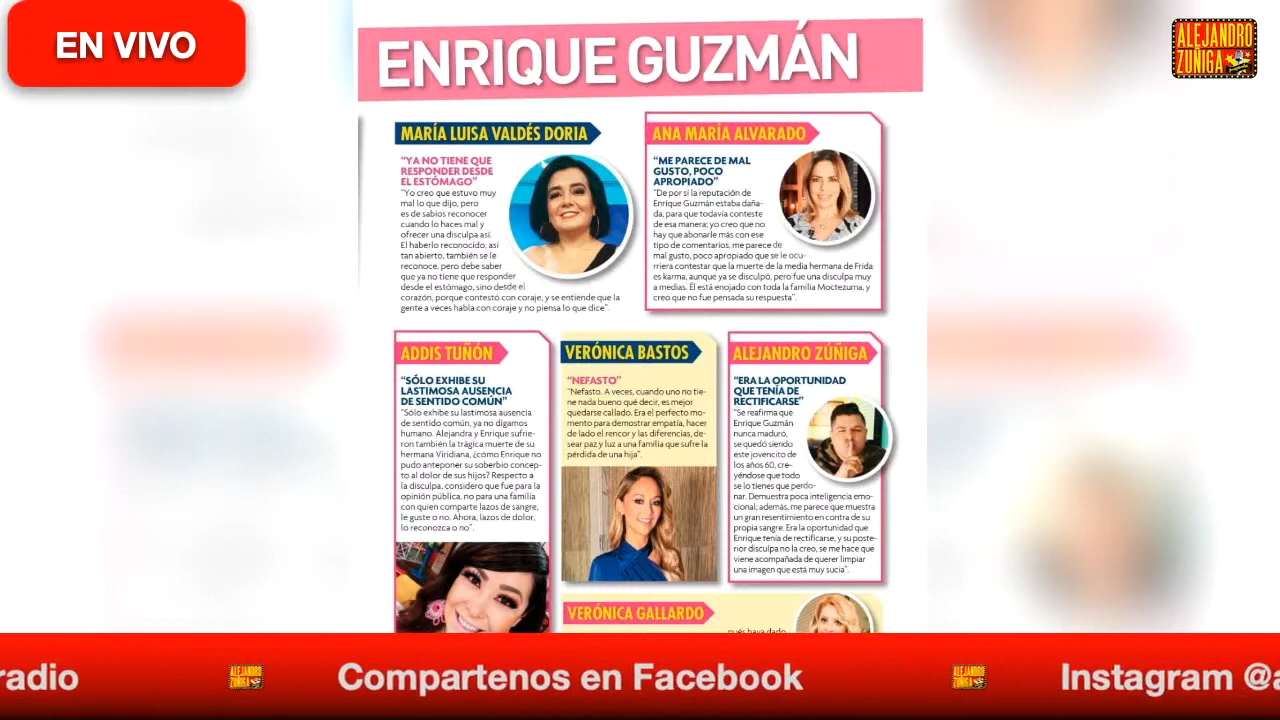 EN VIVO
ALEJANDRO
ZÚÑIGA
ENRIQUE GUZMÁN
MARÍA LUISA VALDÉS DORIA
“YA NO TIENE QUE
RESPONDER DESDE
EL ESTÓMAGO”
“Yo creo que estuvo muy
mal lo que dijo, pero
es de sabios reconocer
cuando lo haces mal y
ofrecer una disculpa así.
El haberlo reconocido, así
tan abierto, también se le
reconoce, pero debe saber
que ya no tiene que responder
desde el estómago, sino desde el
corazón, porque contestó con coraje, y se entiende que la
gente a veces habla con coraje y no piensa lo que dice”.
ANA MARÍA ALVARADO
“ME PARECE DE MAL
GUSTO, POCO
APROPIADO”
“De por sí la reputación de
Enrique Guzmán estaba daña-
da, para que todavía conteste
de esa manera; yo creo que no
hay que abonarle más con ese
tipo de comentarios, me parece de
mal gusto, poco apropiado que se le ocu-
rriera contestar que la muerte de la media hermana de Frida
es karma, aunque ya se disculpó, pero fue una disculpa muy
a medias. Él está enojado con toda la familia Moctezuma, y
creo que no fue pensada su respuesta”.
ADDIS TUÑÓN
“SÓLO EXHIBE SU
LASTIMOSA AUSENCIA
DE SENTIDO COMÚN”
“Sólo exhibe su lastimosa ausencia
de sentido común, ya no digamos
humano. Alejandra y Enrique sufrie-
ron también la trágica muerte de su
hermana Viridiana, ¿cómo Enrique no
pudo anteponer su soberbio concep-
to al dolor de sus hijos? Respecto a
la disculpa, considero que fue para la
opinión pública, no para una familia
con quien comparte lazos de sangre,
le guste o no. Ahora, lazos de dolor,
lo reconozca o no”.
VERÓNICA BASTOS
“NEFASTO”
“Nefasto. A veces, cuando uno no tie-
ne nada bueno qué decir, es mejor
quedarse callado. Era el perfecto mo-
mento para demostrar empatía, hacer
de lado el rencor y las diferencias, de-
sear paz y luz a una familia que sufre la
pérdida de una hija”.
ALEJANDRO ZÚÑIGA
“ERA LA OPORTUNIDAD
QUE TENÍA DE
RECTIFICARSE”
“Se reafirma que
Enrique Guzmán
nunca maduró,
se quedó siendo
este jovencito de
los años 60, cre-
yéndose que todo
se lo tienes que perdo-
nar. Demuestra poca inteligencia emo-
cional; además, me parece que muestra
un gran resentimiento en contra de su
propia sangre. Era la oportunidad que
Enrique tenía de rectificarse, y su poste-
rior disculpa no la creo, se me hace que
viene acompañada de querer limpiar
una imagen que está muy sucia”.
VERÓNICA GALLARDO
pués haya dado
radio
ALEJANDRO
ZÚÑIGA
Compartenos en Facebook
ALEJANDRO
ZÚÑIGA
Instagram @a